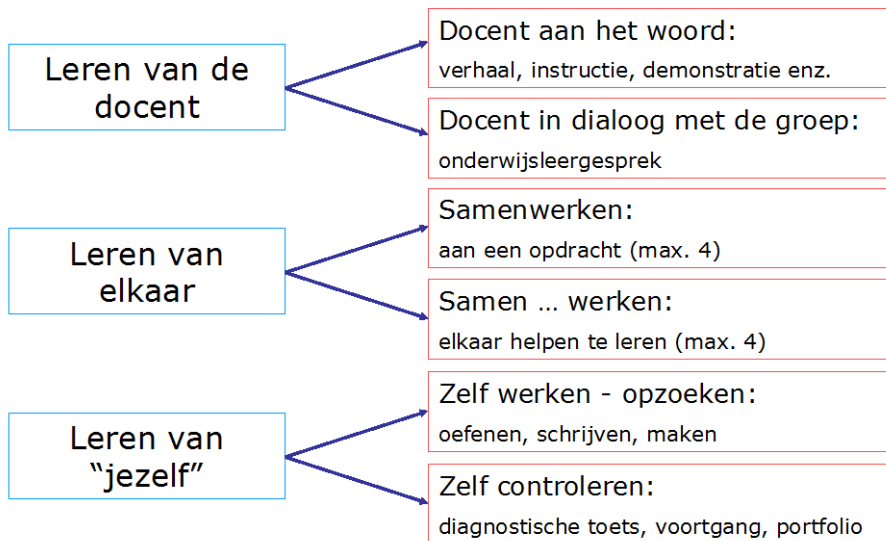 Leren van de
docent
Docent aan het woord:
verhaal, instructie, demonstratie enz.
Docent in dialoog met de groep:
onderwijsleergesprek
Leren van
elkaar
Samenwerken:
aan een opdracht (max. 4)
Samen ... werken:
elkaar helpen te leren (max. 4)
Leren van
“jezelf”
Zelf werken - opzoeken:
oefenen, schrijven, maken
Zelf controleren:
diagnostische toets, voortgang, portfolio